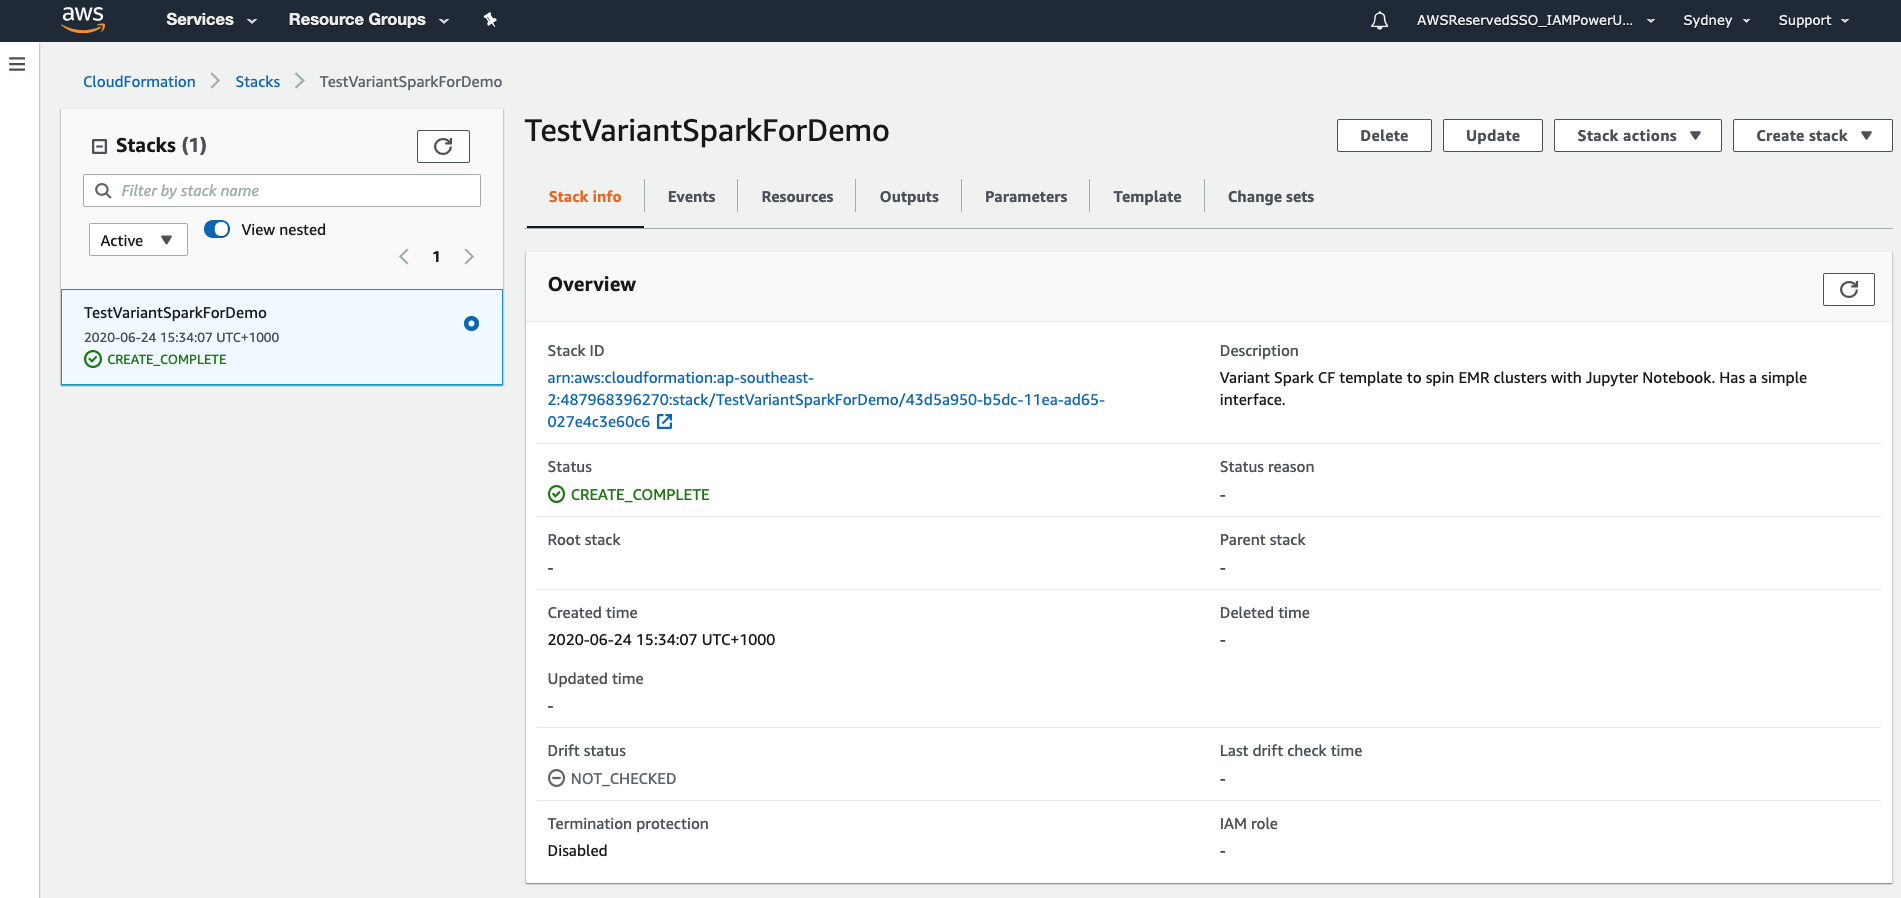 aws
Services
Resource Groups
AWSReservedSSO_IAMPowerU...
Sydney
Support
CloudFormation
Stacks
TestVariantSparkForDemo
Stacks (1)
Filter by stack name
Active
View nested
1
TestVariantSparkForDemo
2020-06-24 15:34:07 UTC+1000
CREATE_COMPLETE
TestVariantSparkForDemo
Delete
Update
Stack actions
Create stack
Stack info
Events
Resources
Outputs
Parameters
Template
Change sets
Overview
Stack ID
arn:aws:cloudformation:ap-southeast-
2:487968396270:stack/TestVariantSparkForDemo/43d5a950-b5dc-11ea-ad65-
027e4c3e60c6
Description
Variant Spark CF template to spin EMR clusters with Jupyter Notebook. Has a simple
interface.
Status
CREATE_COMPLETE
Status reason
-
Root stack
-
Parent stack
-
Created time
2020-06-24 15:34:07 UTC+1000
Deleted time
-
Updated time
-
Drift status
NOT_CHECKED
Last drift check time
-
Termination protection
Disabled
IAM role
-